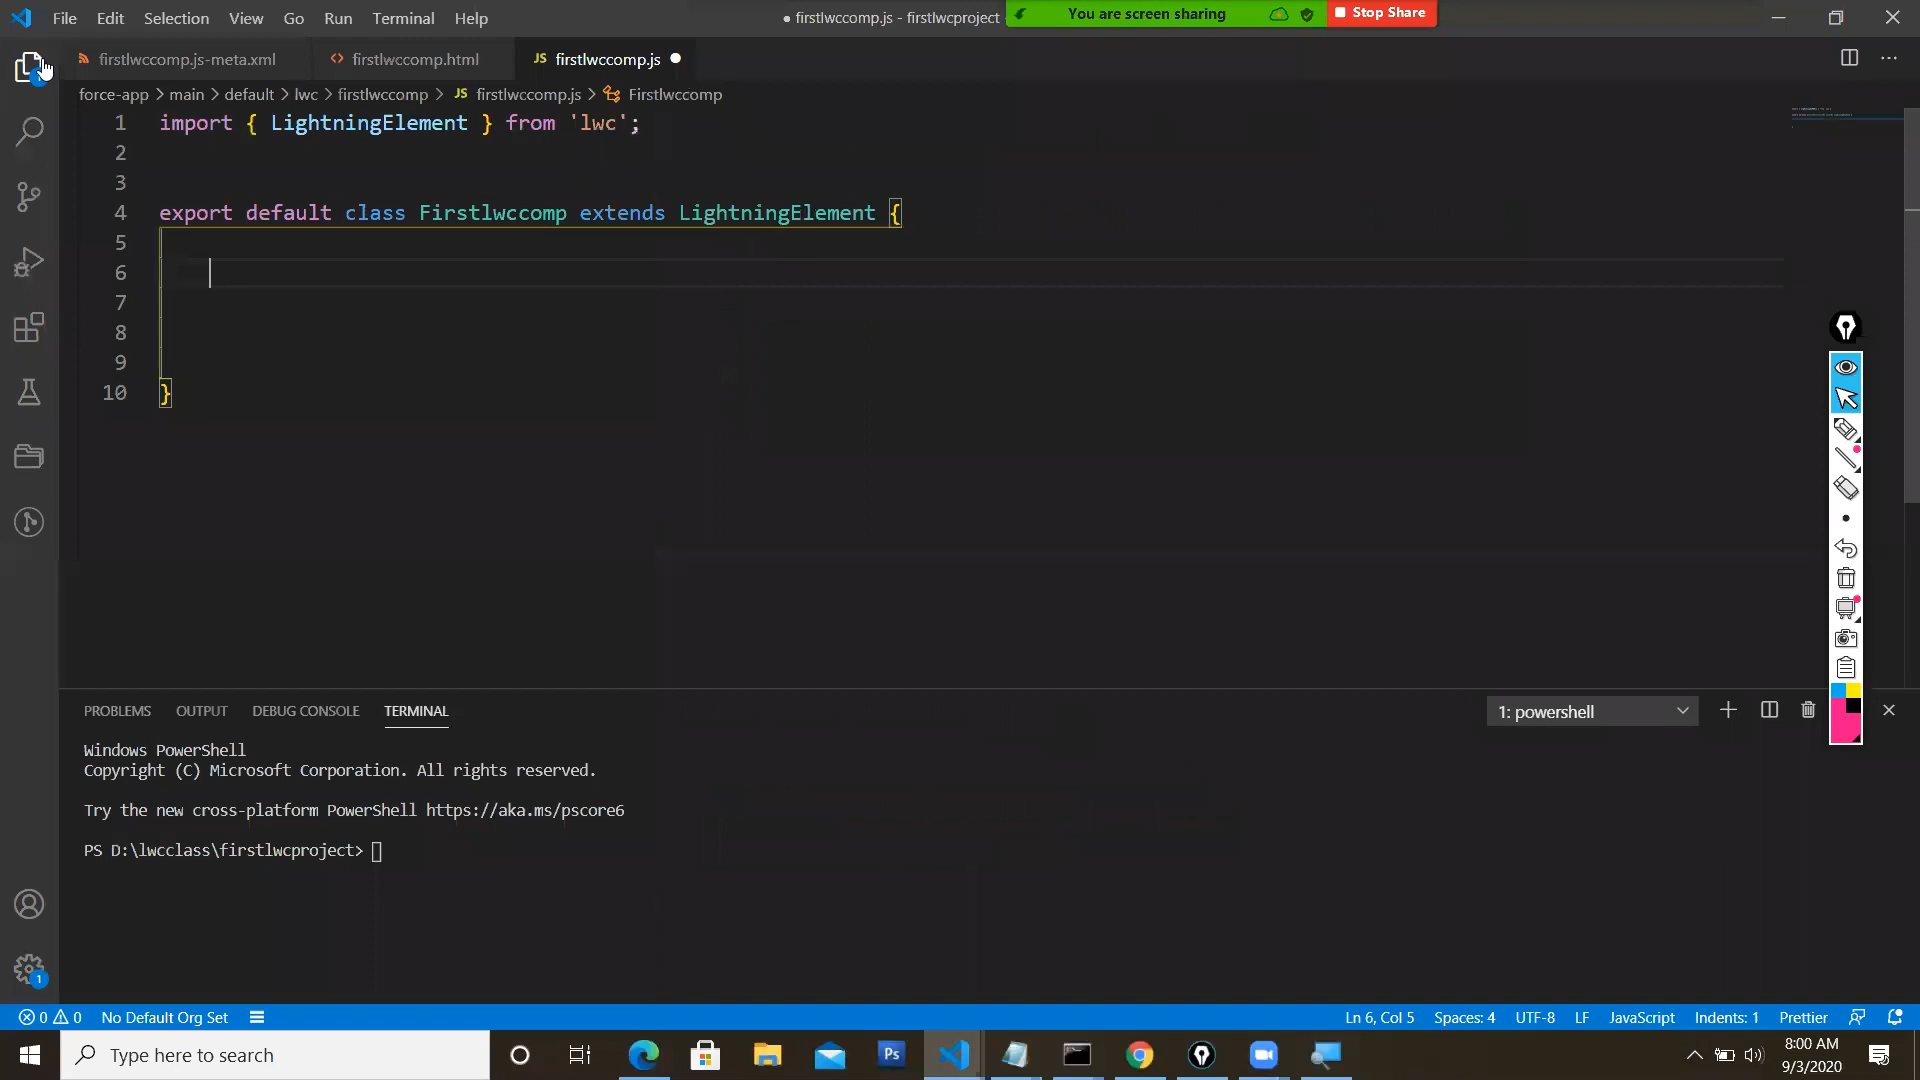 File Edit Selection View Go Run Terminal Help
● firstlwccomp.js - firstlwcproject
You are screen sharing
Stop Share
firstlwccomp.js-meta.xml
firstlwccomp.html
JS firstlwccomp.js
force-app > main > default > lwc > firstlwccomp > JS firstlwccomp.js > Firstlwccomp
1 import { LightningElement } from 'lwc';
2
3
4 export default class Firstlwccomp extends LightningElement {
5
6
7
8
9
10 }
PROBLEMS OUTPUT DEBUG CONSOLE TERMINAL
1: powershell
Windows PowerShell
Copyright (C) Microsoft Corporation. All rights reserved.
Try the new cross-platform PowerShell https://aka.ms/pscore6
PS D:\lwcclass\firstlwcproject>
1
0 0 No Default Org Set
Ln 6, Col 5 Spaces: 4 UTF-8 LF JavaScript Indents: 1 Prettier
Type here to search
Ps
8:00 AM
9/3/2020